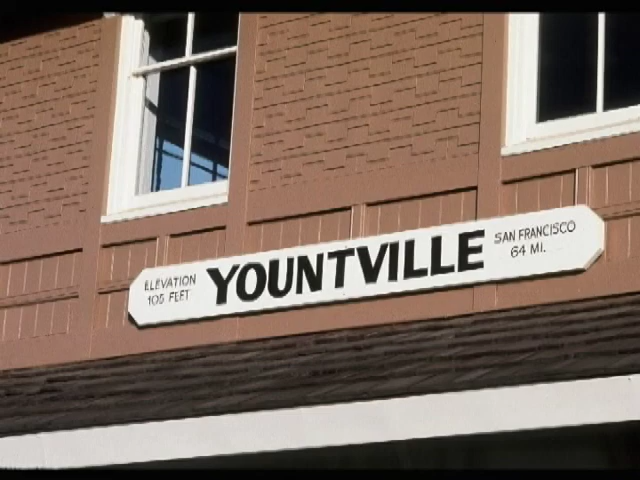 ELEVATION
105 FEET
YOUNTVILLE
SAN FRANCISCO
64 MI.